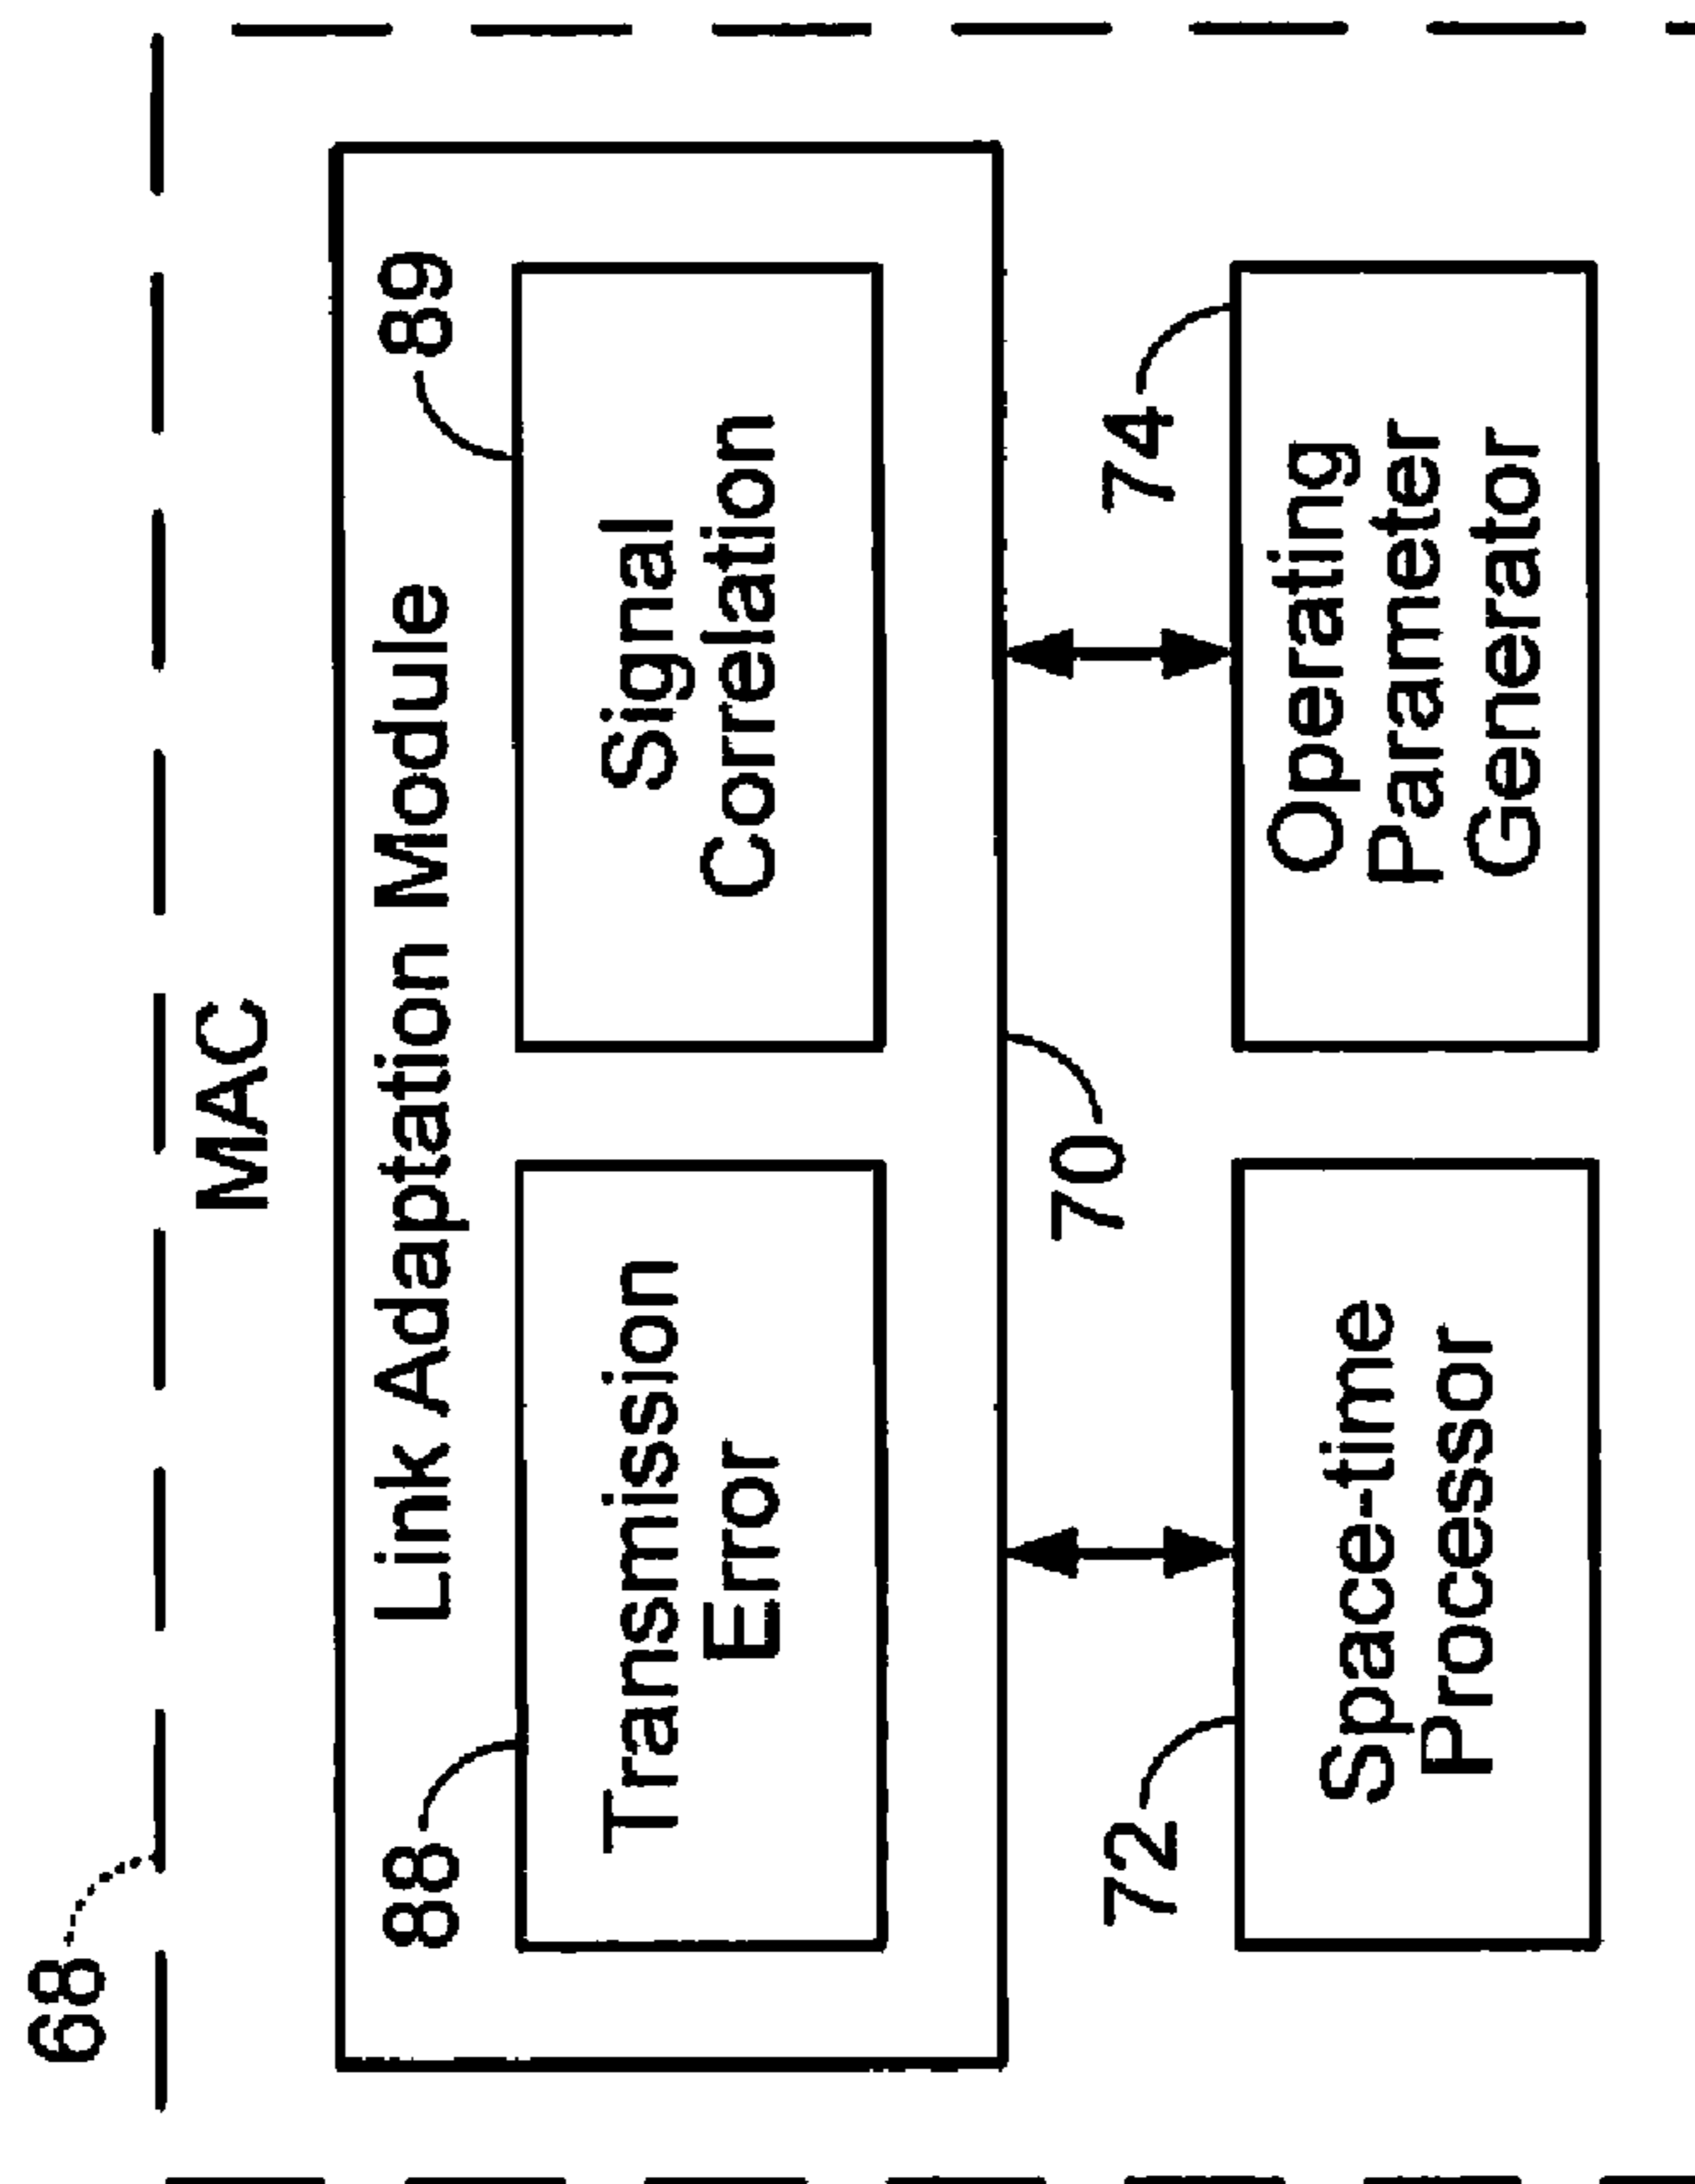 68
MAC
Link Adaptation Module
88
89
Transmission
Error
Signal
Correlation
70
72
74
Space-time
Processor
Operating
Parameter
Generator